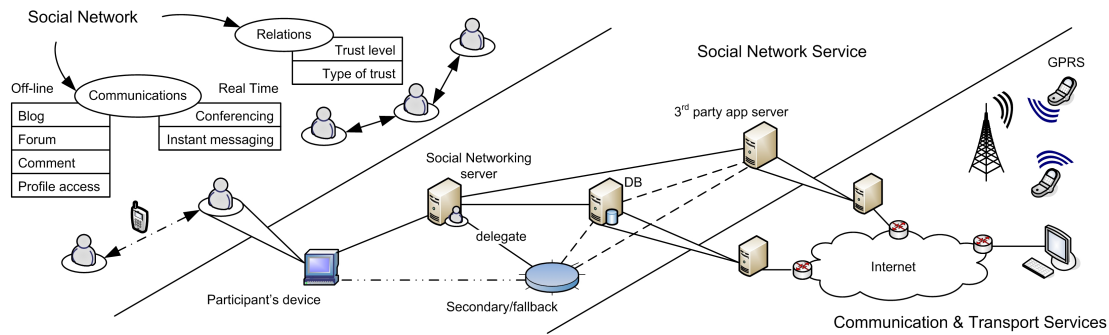 Social Network
Relations
Trust level
Type of trust
Off-line
Communications
Real Time
Blog
Forum
Comment
Profile access
Conferencing
Instant messaging
Social Network Service
GPRS
3rd party app server
Social Networking
server
DB
delegate
Participant's device
Secondary/fallback
Internet
Communication & Transport Services